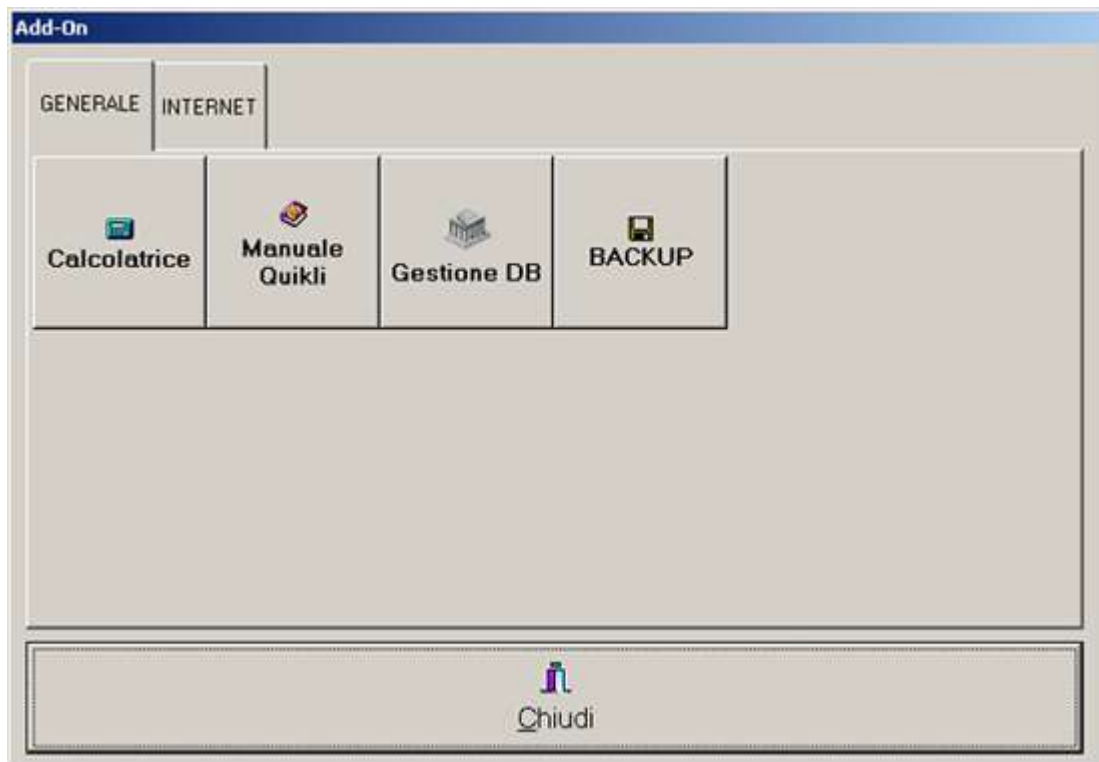 Add-On
GENERALE
INTERNET
Calcolatrice
Manuale
Quikli
Gestione DB
BACKUP
Chiudi